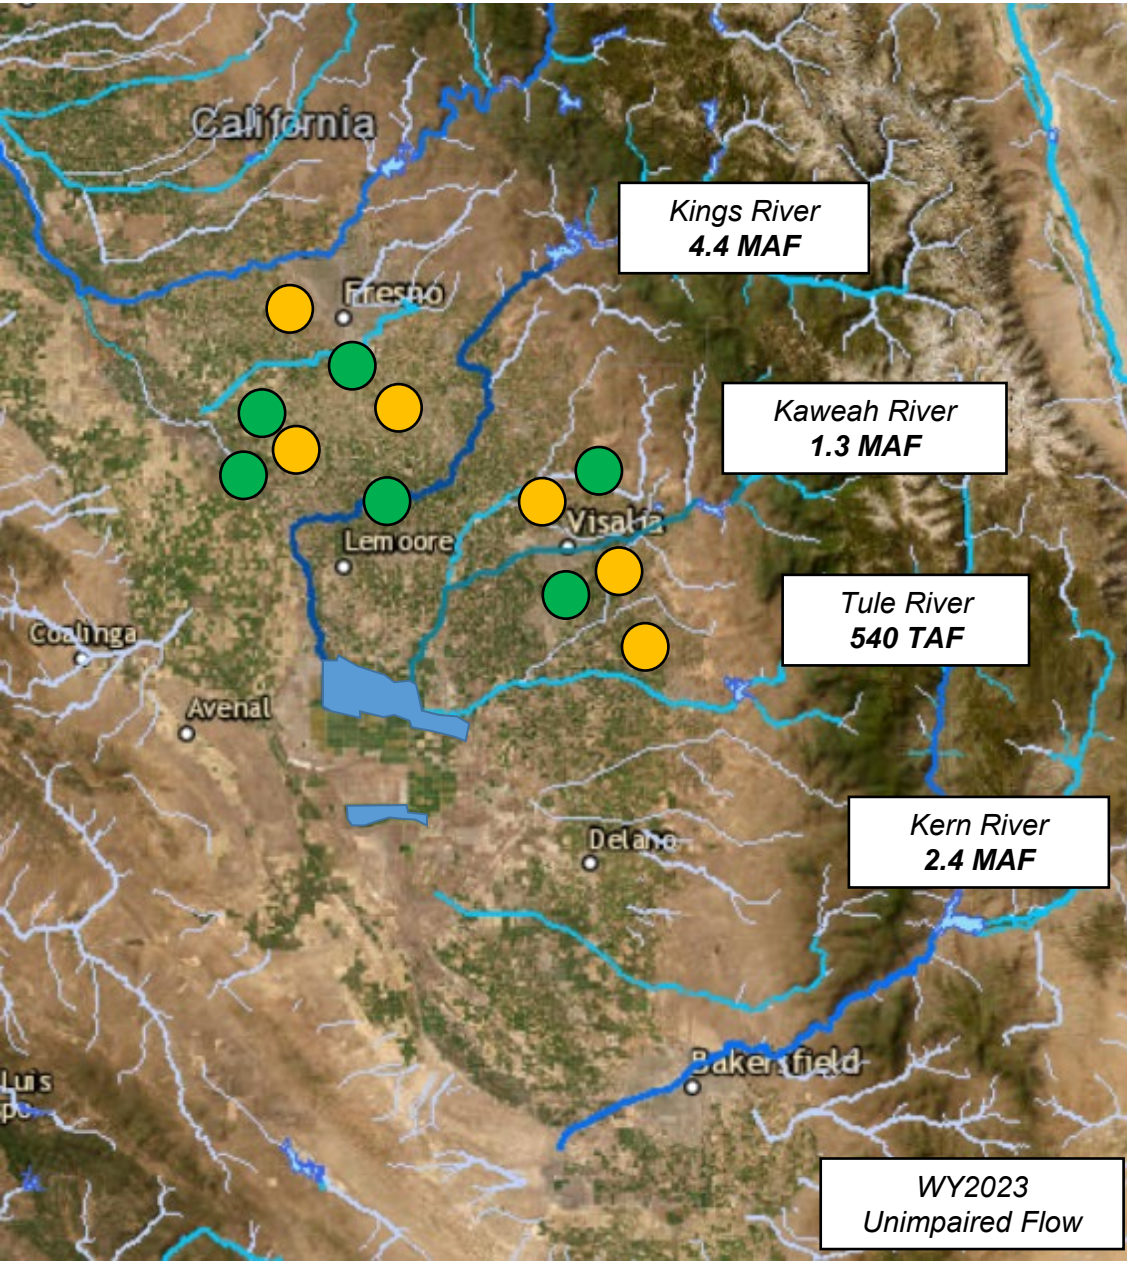 California
Kings River
4.4 MAF
Fresno
Kaweah River
1.3 MAF
Visalia
Lemoore
Tule River
540 TAF
Coalinga
Avenal
Kern River
2.4 MAF
Delano
Bakersfield
Luis
WY2023
Unimpaired Flow